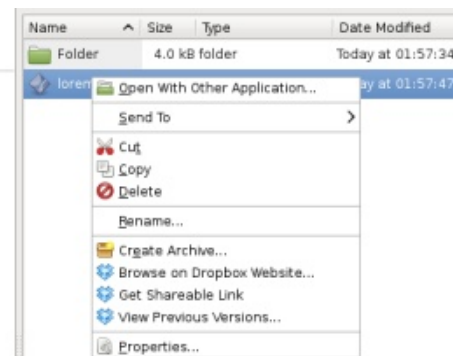 Name Size Type Date Modified
Folder 4.0 kB folder Today at 01:57:34
lorem ay at 01:57:47
Open With Other Application...
Send To
Cut
Copy
Delete
Rename...
Create Archive...
Browse on Dropbox Website...
Get Shareable Link
View Previous Versions...
Properties...